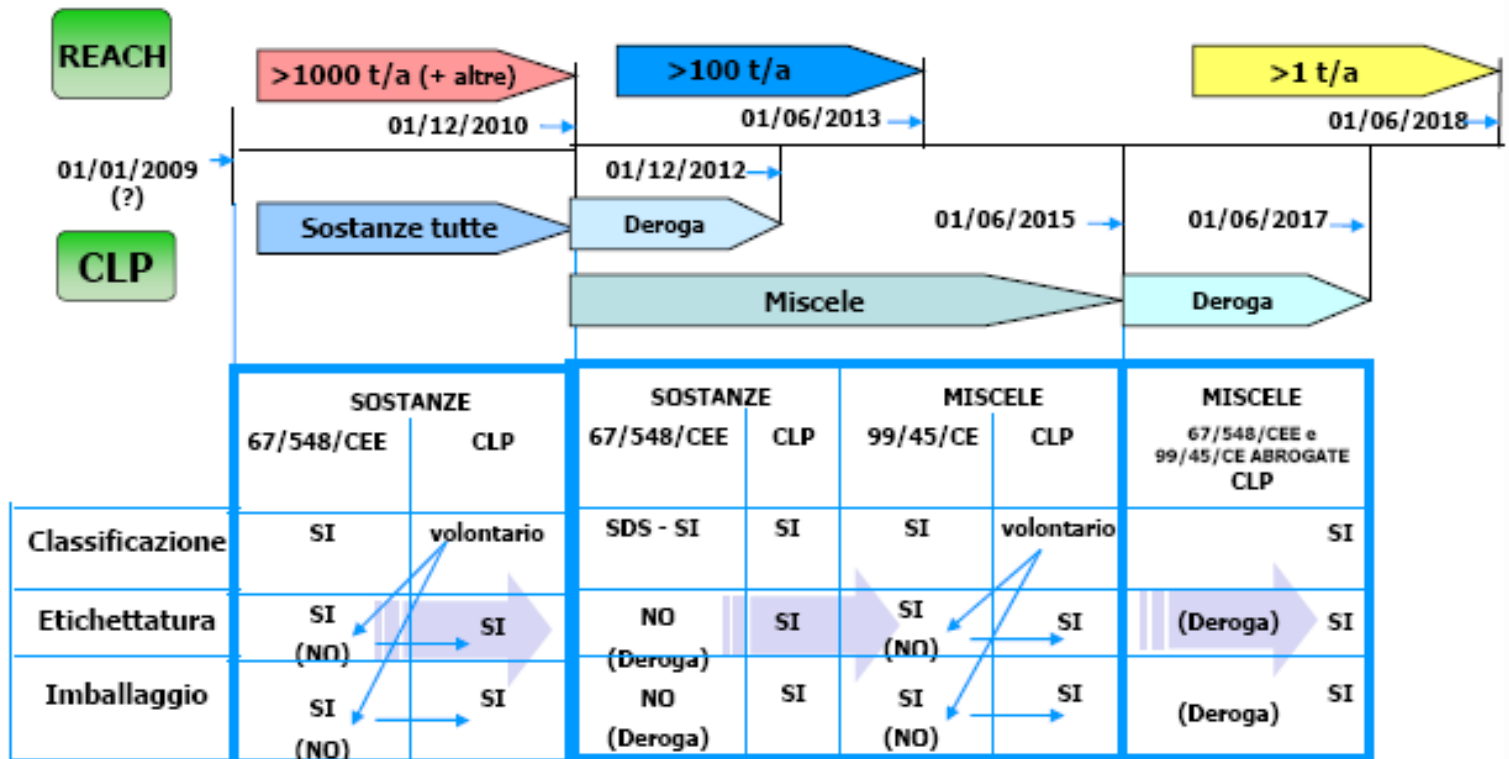 REACH
>1000 t/a (+ altre)
>100 t/a
>1 t/a
01/12/2010
01/06/2013
01/06/2018
01/01/2009
(?)
01/12/2012
Sostanze tutte
Deroga
01/06/2015
01/06/2017
CLP
Miscele
Deroga
SOSTANZE
67/548/CEE
CLP
SOSTANZE
67/548/CEE
CLP
MISCELE
99/45/CE
CLP
MISCELE
67/548/CEE e
99/45/CE ABROGATE
CLP
Classificazione
SI
volontario
SDS - SI
SI
SI
volontario
SI
Etichettatura
SI
(NO)
SI
NO
(Deroga)
SI
SI
(NO)
SI
(Deroga)
SI
Imballaggio
SI
(NO)
SI
NO
(Deroga)
SI
SI
(NO)
SI
(Deroga)
SI